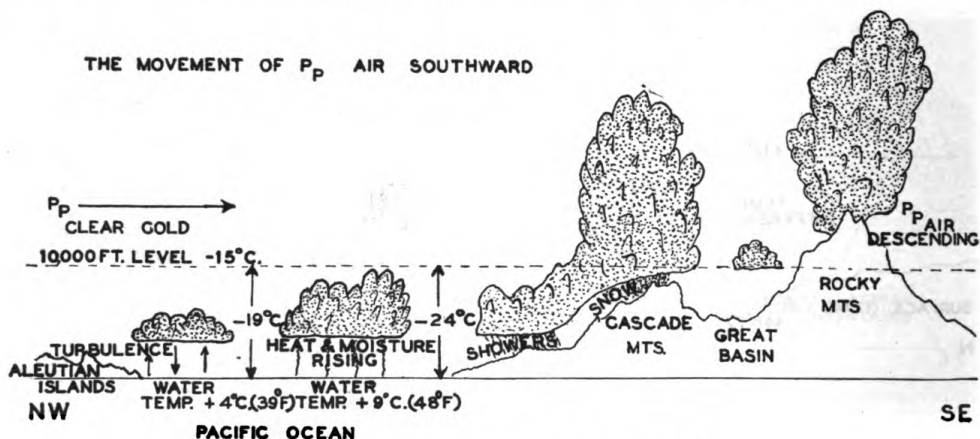 THE MOVEMENT OF Pp AIR SOUTHWARD
Pp
CLEAR GOLD
10,000 FT. LEVEL -15°C.
-19°C
-24°C
TURBULENCE
HEAT & MOISTURE
RISING
ALEUTIAN
ISLANDS
WATER
TEMP. +4°C.(39°F)
WATER
TEMP. +9°C.(48°F)
SHOWERS
SNOW
CASCADE
MTS.
GREAT
BASIN
ROCKY
MTS
Pp AIR
DESCENDING
NW
SE
PACIFIC OCEAN